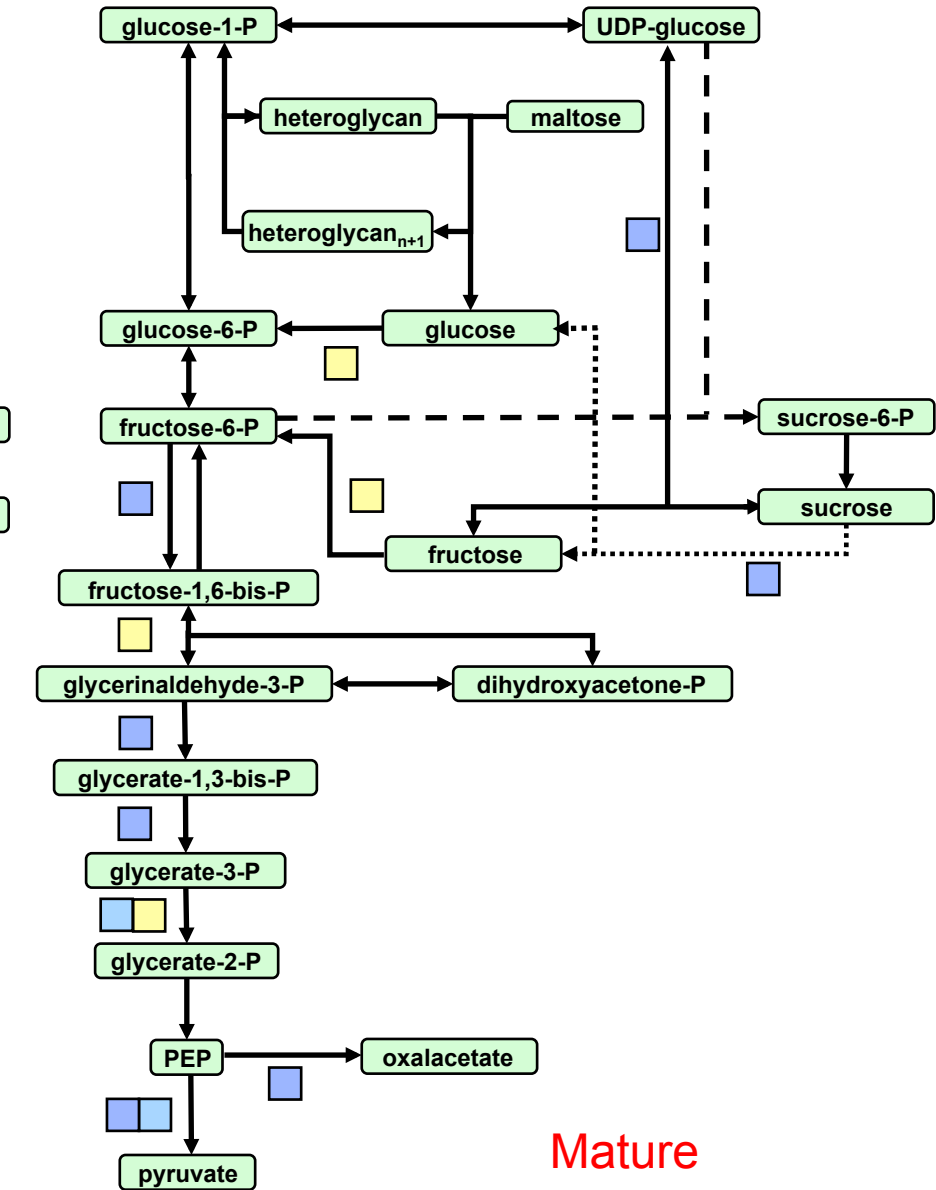 glucose-1-P
UDP-glucose
heteroglycan
maltose
heteroglycanₙ₊₁
glucose-6-P
glucose
fructose-6-P
sucrose-6-P
sucrose
fructose
fructose-1,6-bis-P
glycerinaldehyde-3-P
dihydroxyacetone-P
glycerate-1,3-bis-P
glycerate-3-P
glycerate-2-P
PEP
oxalacetate
pyruvate
Mature